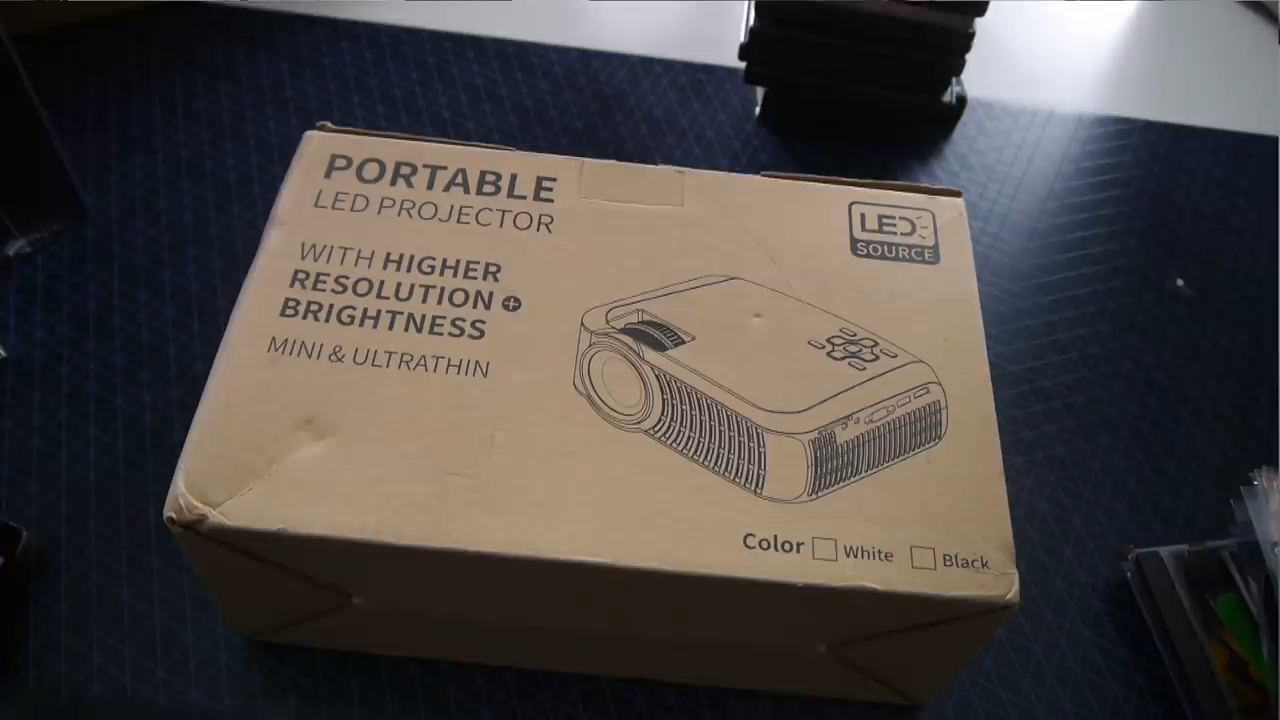 PORTABLE
LED PROJECTOR
WITH HIGHER
RESOLUTION +
BRIGHTNESS
MINI & ULTRATHIN
LED
SOURCE
Color White Black